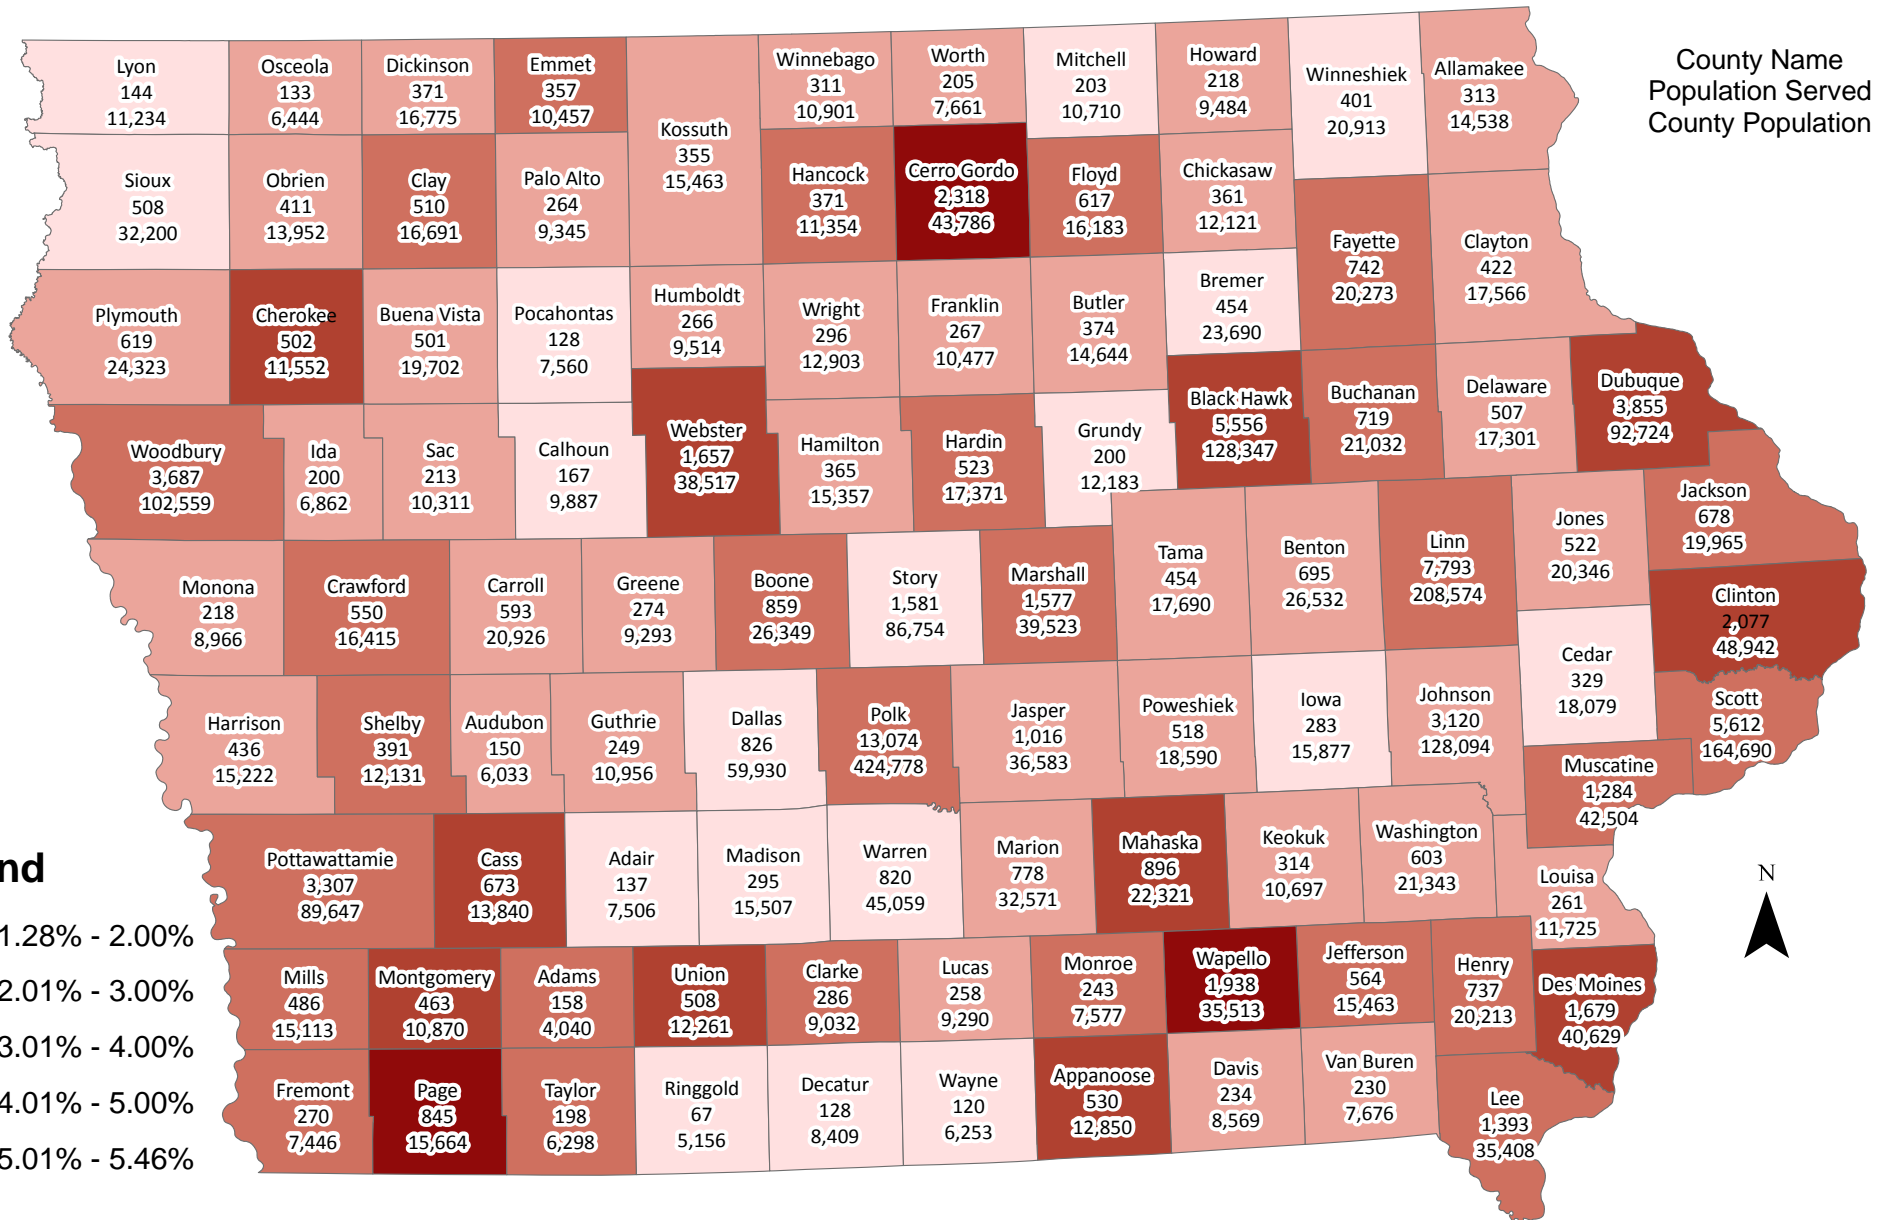 County Name
Population Served
County Population
Lyon
144
11,234
Osceola
133
6,444
Dickinson
371
16,775
Emmet
357
10,457
Kossuth
355
15,463
Winnebago
311
10,901
Worth
205
7,661
Mitchell
203
10,710
Howard
218
9,484
Winneshiek
401
20,913
Allamakee
313
14,538
Sioux
508
32,200
Obrien
411
13,952
Clay
510
16,691
Palo Alto
264
9,345
Hancock
371
11,354
Cerro Gordo
2,318
43,786
Floyd
617
16,183
Chickasaw
361
12,121
Fayette
742
20,273
Clayton
422
17,566
Plymouth
619
24,323
Cherokee
502
11,552
Buena Vista
501
19,702
Pocahontas
128
7,560
Humboldt
266
9,514
Wright
296
12,903
Franklin
267
10,477
Butler
374
14,644
Bremer
454
23,690
Black Hawk
5,556
128,347
Buchanan
719
21,032
Delaware
507
17,301
Dubuque
3,855
92,724
Woodbury
3,687
102,559
Ida
200
6,862
Sac
213
10,311
Calhoun
167
9,887
Webster
1,657
38,517
Hamilton
365
15,357
Hardin
523
17,371
Grundy
200
12,183
Jackson
678
19,965
Monona
218
8,966
Crawford
550
16,415
Carroll
593
20,926
Greene
274
9,293
Boone
859
26,349
Story
1,581
86,754
Marshall
1,577
39,523
Tama
454
17,690
Benton
695
26,532
Linn
7,793
208,574
Jones
522
20,346
Clinton
2,077
48,942
Harrison
436
15,222
Shelby
391
12,131
Audubon
150
6,033
Guthrie
249
10,956
Dallas
826
59,930
Polk
13,074
424,778
Jasper
1,016
36,583
Poweshiek
518
18,590
Iowa
283
15,877
Johnson
3,120
128,094
Cedar
329
18,079
Scott
5,612
164,690
Muscatine
1,284
42,504
Pottawattamie
3,307
89,647
Cass
673
13,840
Adair
137
7,506
Madison
295
15,507
Warren
820
45,059
Marion
778
32,571
Mahaska
896
22,321
Keokuk
314
10,697
Washington
603
21,343
Louisa
261
11,725
Mills
486
15,113
Montgomery
463
10,870
Adams
158
4,040
Union
508
12,261
Clarke
286
9,032
Lucas
258
9,290
Monroe
243
7,577
Wapello
1,938
35,513
Jefferson
564
15,463
Henry
737
20,213
Des Moines
1,679
40,629
Fremont
270
7,446
Page
845
15,664
Taylor
198
6,298
Ringgold
67
5,156
Decatur
128
8,409
Wayne
120
6,253
Appanoose
530
12,850
Davis
234
8,569
Van Buren
230
7,676
Lee
1,393
35,408
nd
1.28% - 2.00%
2.01% - 3.00%
3.01% - 4.00%
4.01% - 5.00%
5.01% - 5.46%
N